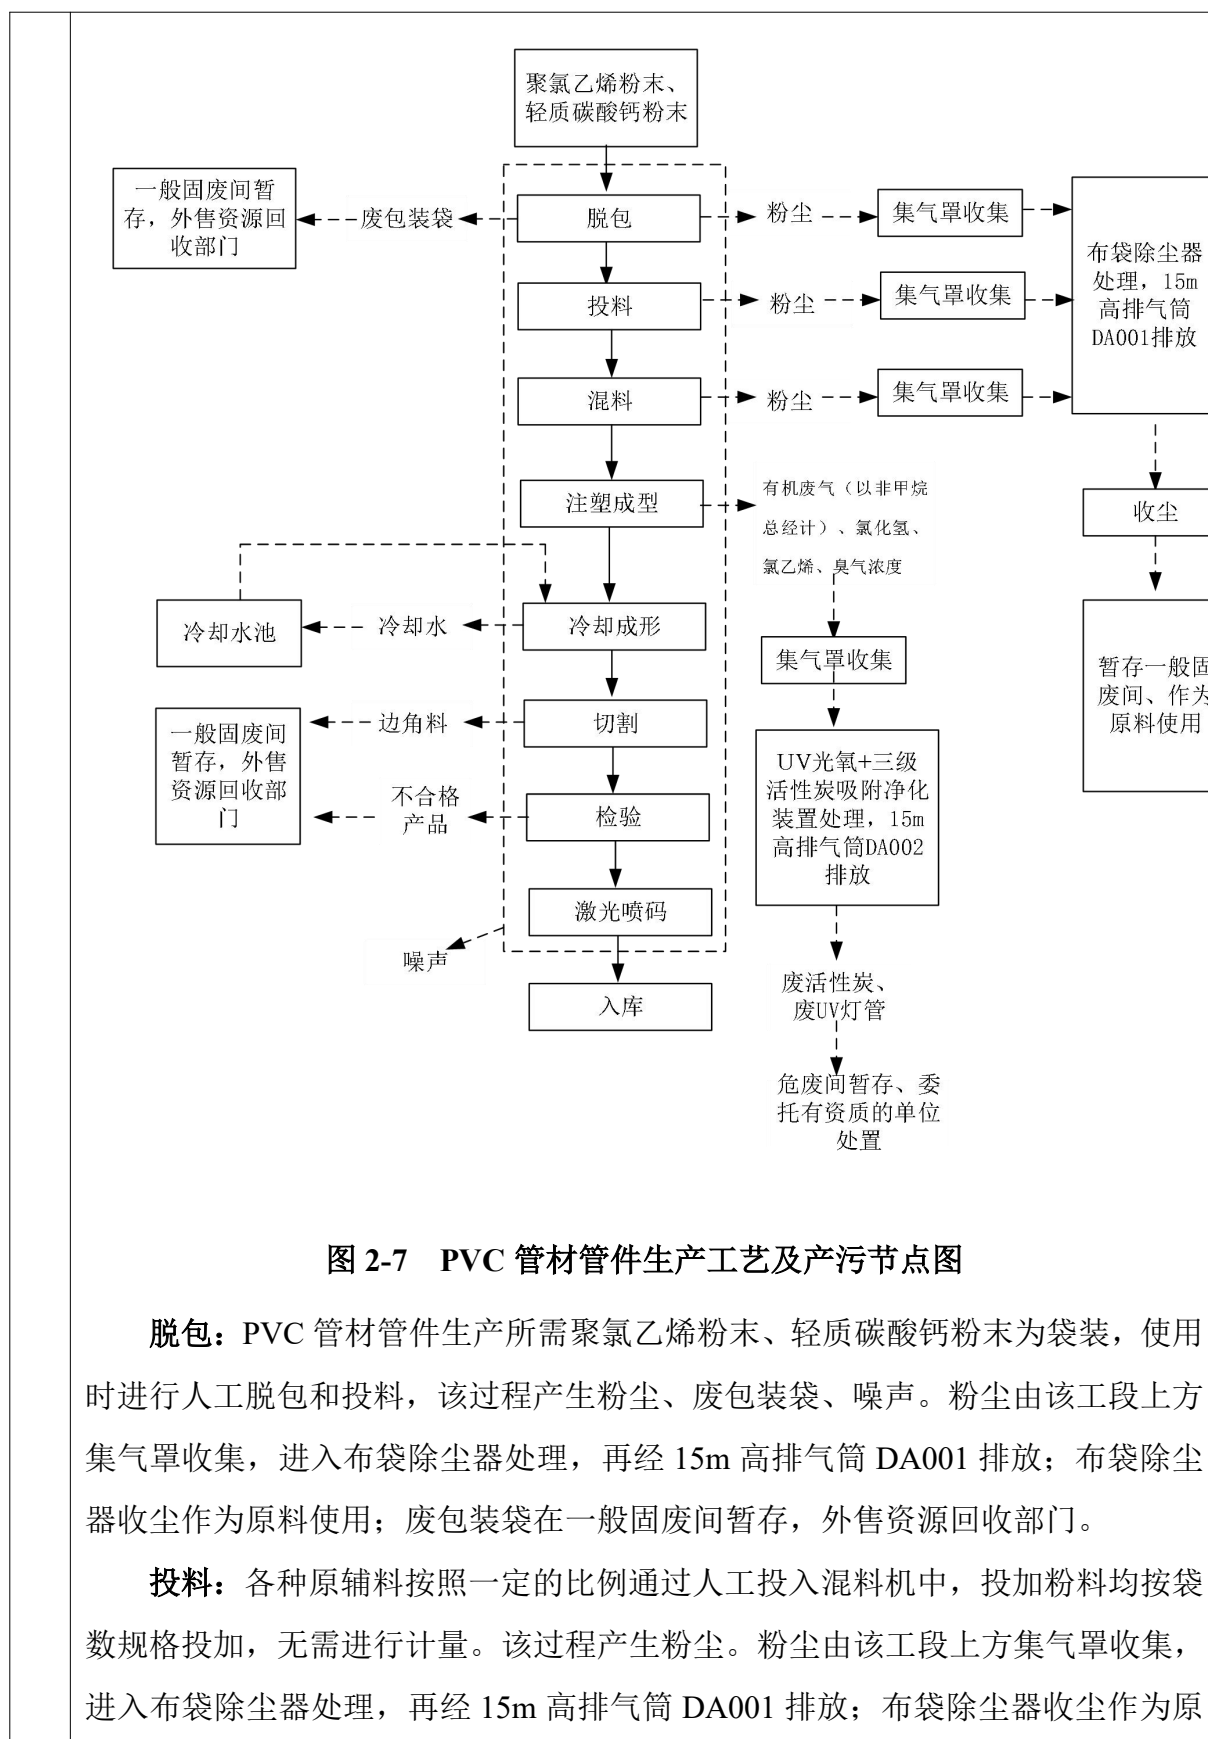 聚氯乙烯粉末、
轻质碳酸钙粉末
一般固废间暂
存，外售资源回
收部门
废包装袋
脱包
粉尘
集气罩收集
投料
粉尘
集气罩收集
混料
粉尘
集气罩收集
布袋除尘器
处理，15m
高排气筒
DA001排放
收尘
暂存一般固
废间、作为
原料使用
注塑成型
有机废气（以非甲烷
总经计）、氯化氢、
氯乙烯、臭气浓度
冷却水池
冷却水
冷却成形
集气罩收集
一般固废间
暂存，外售
资源回收部
门
边角料
切割
不合格
产品
检验
UV光氧+三级
活性炭吸附净化
装置处理，15m
高排气筒DA002
排放
激光喷码
噪声
入库
废活性炭、
废UV灯管
危废间暂存、委
托有资质的单位
处置
图 2-7 PVC 管材管件生产工艺及产污节点图
脱包：PVC 管材管件生产所需聚氯乙烯粉末、轻质碳酸钙粉末为袋装，使用
时进行人工脱包和投料，该过程产生粉尘、废包装袋、噪声。粉尘由该工段上方
集气罩收集，进入布袋除尘器处理，再经 15m 高排气筒 DA001 排放；布袋除尘
器收尘作为原料使用；废包装袋在一般固废间暂存，外售资源回收部门。
投料：各种原辅料按照一定的比例通过人工投入混料机中，投加粉料均按袋
数规格投加，无需进行计量。该过程产生粉尘。粉尘由该工段上方集气罩收集，
进入布袋除尘器处理，再经 15m 高排气筒 DA001 排放；布袋除尘器收尘作为原